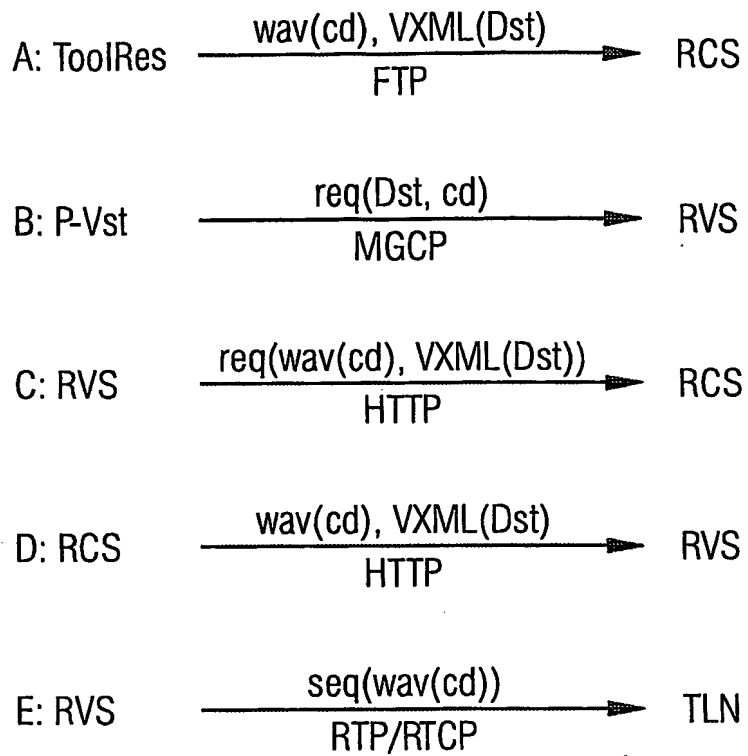 wav(cd), VXML(Dst)
A: ToolRes RCS
FTP
req(Dst, cd)
B: P-Vst RVS
MGCP
req(wav(cd), VXML(Dst))
C: RVS RCS
HTTP
wav(cd), VXML(Dst)
D: RCS RVS
HTTP
seq(wav(cd))
E: RVS TLN
RTP/RTCP